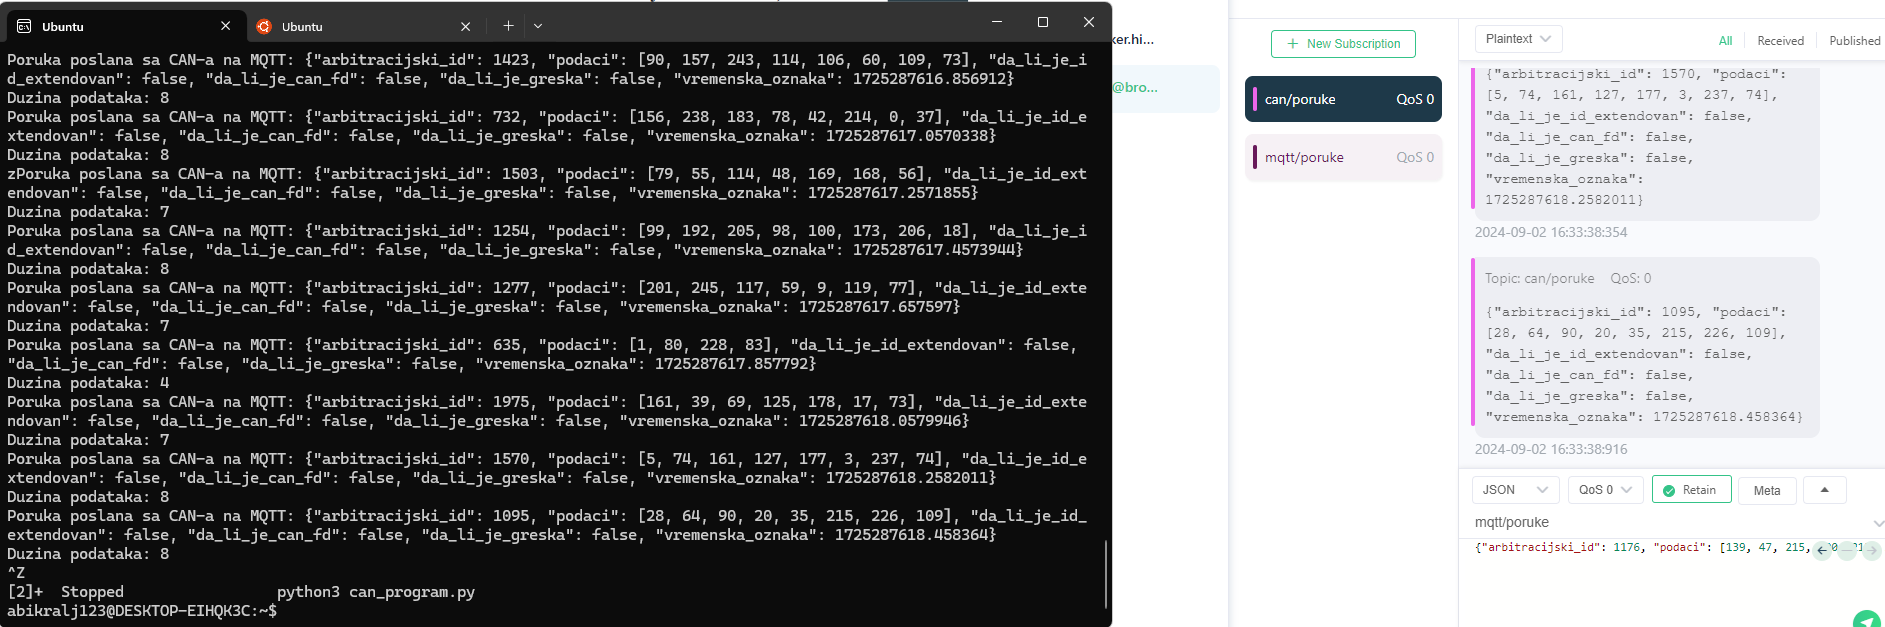 Ubuntu
Ubuntu
Poruka poslana sa CAN-a na MQTT: {"arbitracijski_id": 1423, "podaci": [90, 157, 243, 114, 106, 60, 109, 73], "da_li_je_i
d_extendovan": false, "da_li_je_can_fd": false, "da_li_je_greska": false, "vremenska_oznaka": 1725287616.856912}
Duzina podataka: 8
Poruka poslana sa CAN-a na MQTT: {"arbitracijski_id": 732, "podaci": [156, 238, 183, 78, 42, 214, 0, 37], "da_li_je_id_e
xtendovan": false, "da_li_je_can_fd": false, "da_li_je_greska": false, "vremenska_oznaka": 1725287617.0570338}
Duzina podataka: 8
zPoruka poslana sa CAN-a na MQTT: {"arbitracijski_id": 1503, "podaci": [79, 55, 114, 48, 169, 168, 56], "da_li_je_id_ext
endovan": false, "da_li_je_can_fd": false, "da_li_je_greska": false, "vremenska_oznaka": 1725287617.2571855}
Duzina podataka: 7
Poruka poslana sa CAN-a na MQTT: {"arbitracijski_id": 1254, "podaci": [99, 192, 205, 98, 100, 173, 206, 18], "da_li_je_i
d_extendovan": false, "da_li_je_can_fd": false, "da_li_je_greska": false, "vremenska_oznaka": 1725287617.4573944}
Duzina podataka: 8
Poruka poslana sa CAN-a na MQTT: {"arbitracijski_id": 1277, "podaci": [201, 245, 117, 59, 9, 119, 77], "da_li_je_id_exte
ndovan": false, "da_li_je_can_fd": false, "da_li_je_greska": false, "vremenska_oznaka": 1725287617.657597}
Duzina podataka: 7
Poruka poslana sa CAN-a na MQTT: {"arbitracijski_id": 635, "podaci": [1, 80, 228, 83], "da_li_je_id_extendovan": false,
"da_li_je_can_fd": false, "da_li_je_greska": false, "vremenska_oznaka": 1725287617.857792}
Duzina podataka: 4
Poruka poslana sa CAN-a na MQTT: {"arbitracijski_id": 1975, "podaci": [161, 39, 69, 125, 178, 17, 73], "da_li_je_id_exte
ndovan": false, "da_li_je_can_fd": false, "da_li_je_greska": false, "vremenska_oznaka": 1725287618.0579946}
Duzina podataka: 7
Poruka poslana sa CAN-a na MQTT: {"arbitracijski_id": 1570, "podaci": [5, 74, 161, 127, 177, 3, 237, 74], "da_li_je_id_e
xtendovan": false, "da_li_je_can_fd": false, "da_li_je_greska": false, "vremenska_oznaka": 1725287618.2582011}
Duzina podataka: 8
Poruka poslana sa CAN-a na MQTT: {"arbitracijski_id": 1095, "podaci": [28, 64, 90, 20, 35, 215, 226, 109], "da_li_je_id_
extendovan": false, "da_li_je_can_fd": false, "da_li_je_greska": false, "vremenska_oznaka": 1725287618.458364}
Duzina podataka: 8
^Z
[2]+  Stopped                 python3 can_program.py
abikralj123@DESKTOP-EIHQK3C:~$
ker.hi...
@bro...
+ New Subscription
can/poruke QoS 0
mqtt/poruke QoS 0
Plaintext
All Received Published
{"arbitracijski_id": 1570, "podaci":
[5, 74, 161, 127, 177, 3, 237, 74],
"da_li_je_id_extendovan": false,
"da_li_je_can_fd": false,
"da_li_je_greska": false,
"vremenska_oznaka":
1725287618.2582011}
2024-09-02 16:33:38:354
Topic: can/poruke QoS: 0
{"arbitracijski_id": 1095, "podaci":
[28, 64, 90, 20, 35, 215, 226, 109],
"da_li_je_id_extendovan": false,
"da_li_je_can_fd": false,
"da_li_je_greska": false,
"vremenska_oznaka": 1725287618.458364}
2024-09-02 16:33:38:916
JSON QoS 0 Retain Meta
mqtt/poruke
{"arbitracijski_id": 1176, "podaci": [139, 47, 215,